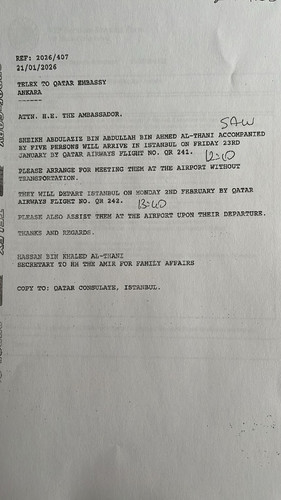 REF: 2026/407
21/01/2026
TELEX TO QATAR EMBASSY
ANKARA
------
ATTN. H.E. THE AMBASSADOR.
SHEIKH ABDULAZIZ BIN ABDULLAH BIN AHMED AL-THANI ACCOMPANIED
BY FIVE PERSONS WILL ARRIVE IN ISTANBUL ON FRIDAY 23RD
JANUARY BY QATAR AIRWAYS FLIGHT NO. QR 241.
PLEASE ARRANGE FOR MEETING THEM AT THE AIRPORT WITHOUT
TRANSPORTATION.
THEY WILL DEPART ISTANBUL ON MONDAY 2ND FEBRUARY BY QATAR
AIRWAYS FLIGHT NO. QR 242. 13:40
PLEASE ALSO ASSIST THEM AT THE AIRPORT UPON THEIR DEPARTURE.
THANKS AND REGARDS.
HASSAN BIN KHALED AL-THANI
SECRETARY TO HH THE AMIR FOR FAMILY AFFAIRS
COPY TO: QATAR CONSULATE, ISTANBUL.